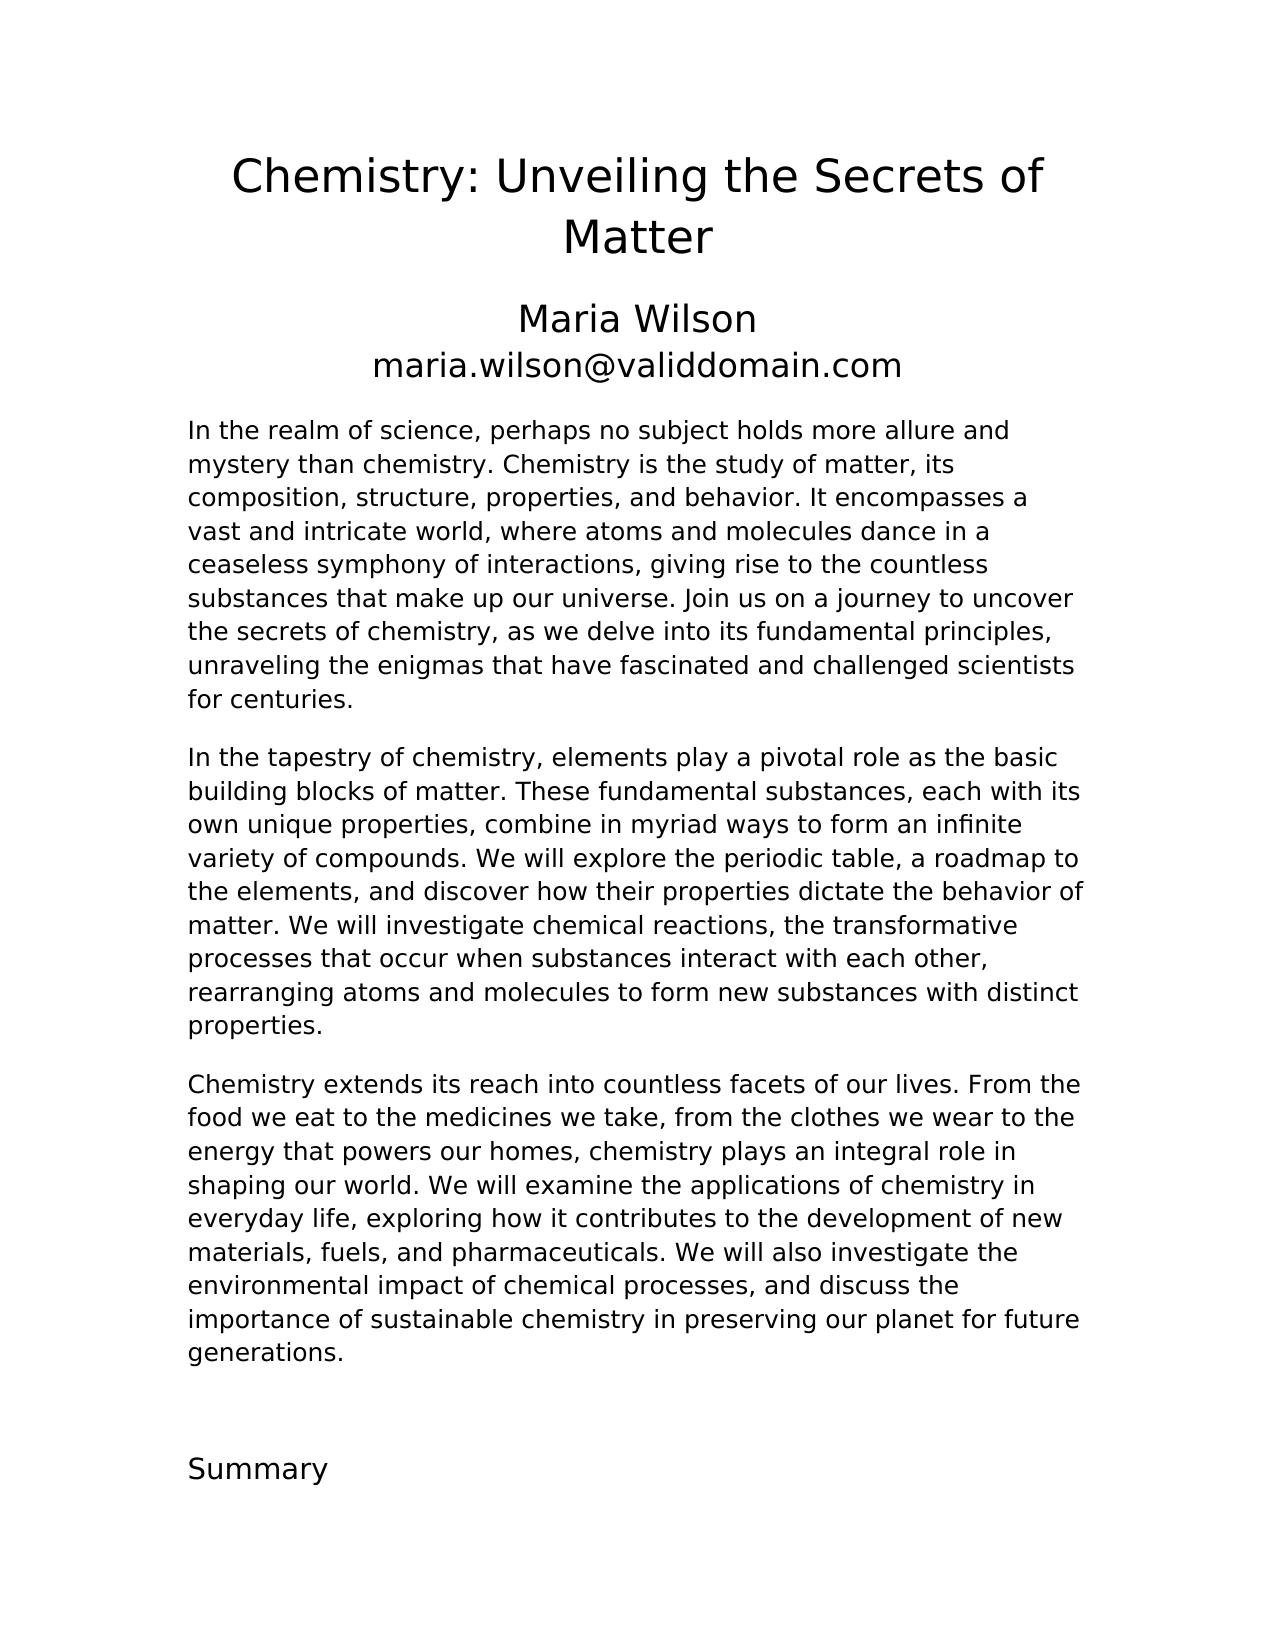 Chemistry: Unveiling the Secrets of
Matter
Maria Wilson
maria.wilson@validdomain.com
In the realm of science, perhaps no subject holds more allure and
mystery than chemistry. Chemistry is the study of matter, its
composition, structure, properties, and behavior. It encompasses a
vast and intricate world, where atoms and molecules dance in a
ceaseless symphony of interactions, giving rise to the countless
substances that make up our universe. Join us on a journey to uncover
the secrets of chemistry, as we delve into its fundamental principles,
unraveling the enigmas that have fascinated and challenged scientists
for centuries.
In the tapestry of chemistry, elements play a pivotal role as the basic
building blocks of matter. These fundamental substances, each with its
own unique properties, combine in myriad ways to form an infinite
variety of compounds. We will explore the periodic table, a roadmap to
the elements, and discover how their properties dictate the behavior of
matter. We will investigate chemical reactions, the transformative
processes that occur when substances interact with each other,
rearranging atoms and molecules to form new substances with distinct
properties.
Chemistry extends its reach into countless facets of our lives. From the
food we eat to the medicines we take, from the clothes we wear to the
energy that powers our homes, chemistry plays an integral role in
shaping our world. We will examine the applications of chemistry in
everyday life, exploring how it contributes to the development of new
materials, fuels, and pharmaceuticals. We will also investigate the
environmental impact of chemical processes, and discuss the
importance of sustainable chemistry in preserving our planet for future
generations.
Summary